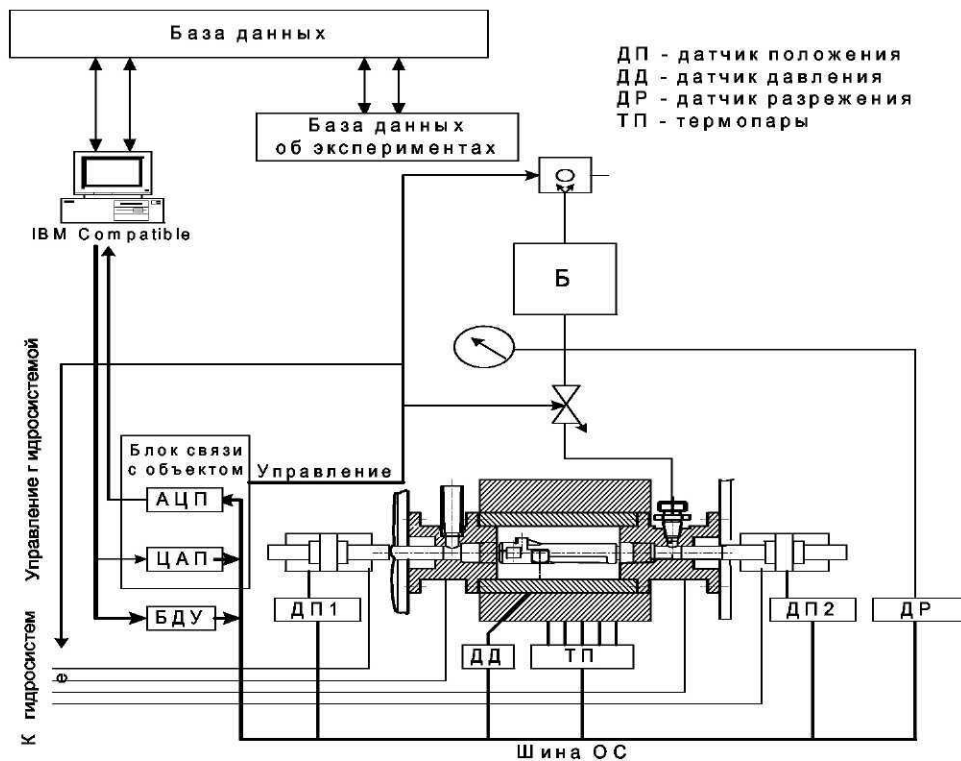 База данных
ДП - датчик положения
ДД - датчик давления
ДР - датчик разрежения
ТП - термопары
База данных
об экспериментах
IBM Compatible
Б
Управление гидросистемой
Блок связи
с объектом
Управление
АЦП
ЦАП
БДУ
ДП1
ДД
ТП
ДП2
ДР
К гидросистем
е
Шина ОС